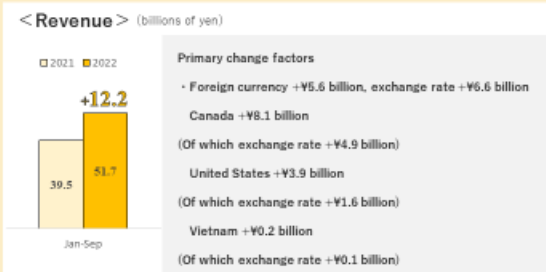 ＜Revenue＞ (billions of yen)
2021 2022
+12.2
39.5
51.7
Jan-Sep
Primary change factors
・Foreign currency +¥5.6 billion, exchange rate +¥6.6 billion
Canada +¥8.1 billion
(Of which exchange rate +¥4.9 billion)
United States +¥3.9 billion
(Of which exchange rate +¥1.6 billion)
Vietnam +¥0.2 billion
(Of which exchange rate +¥0.1 billion)